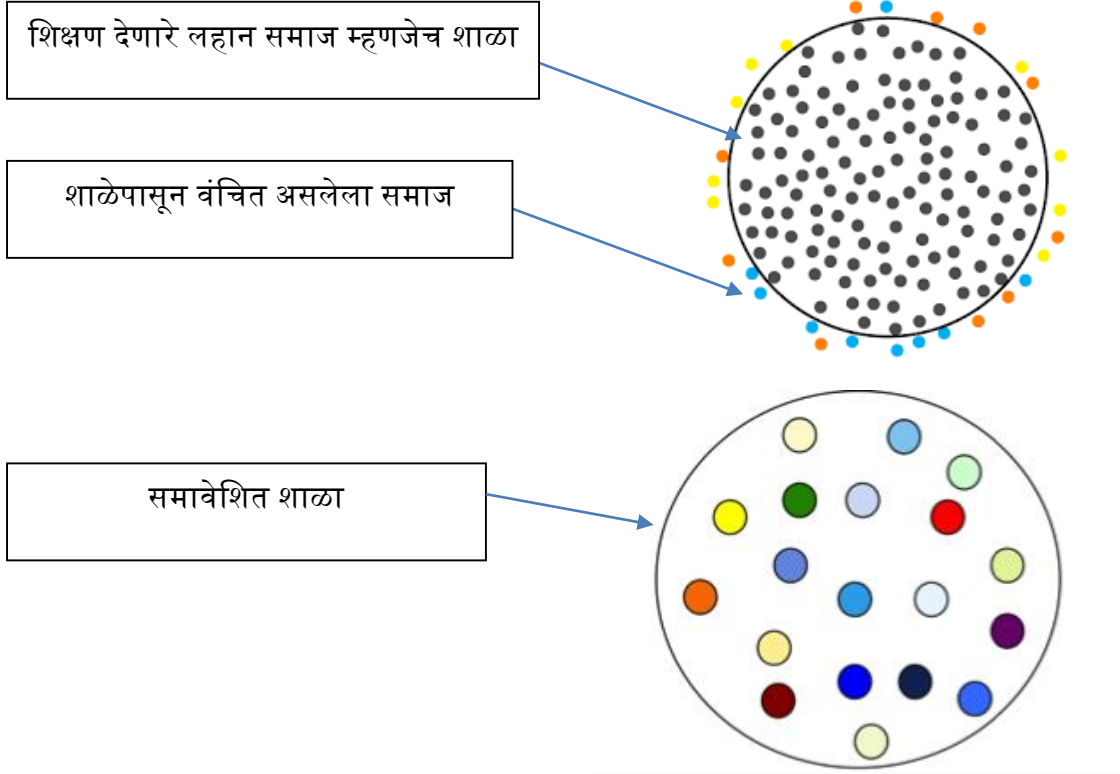 शिक्षण देणारे लहान समाज म्हणजेच शाळा
शाळेपासून वंचित असलेला समाज
समावेशित शाळा